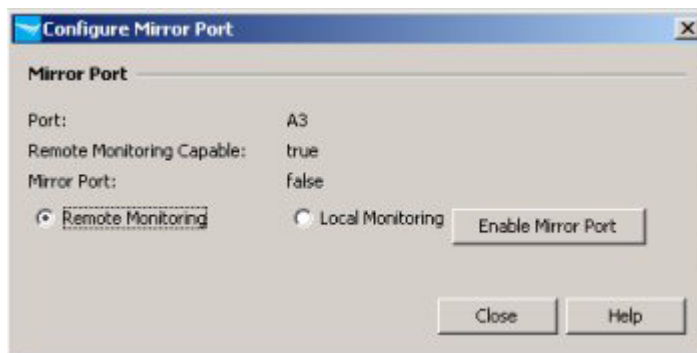 Configure Mirror Port
Mirror Port
Port: A3
Remote Monitoring Capable: true
Mirror Port: false
Remote Monitoring Local Monitoring Enable Mirror Port
Close Help